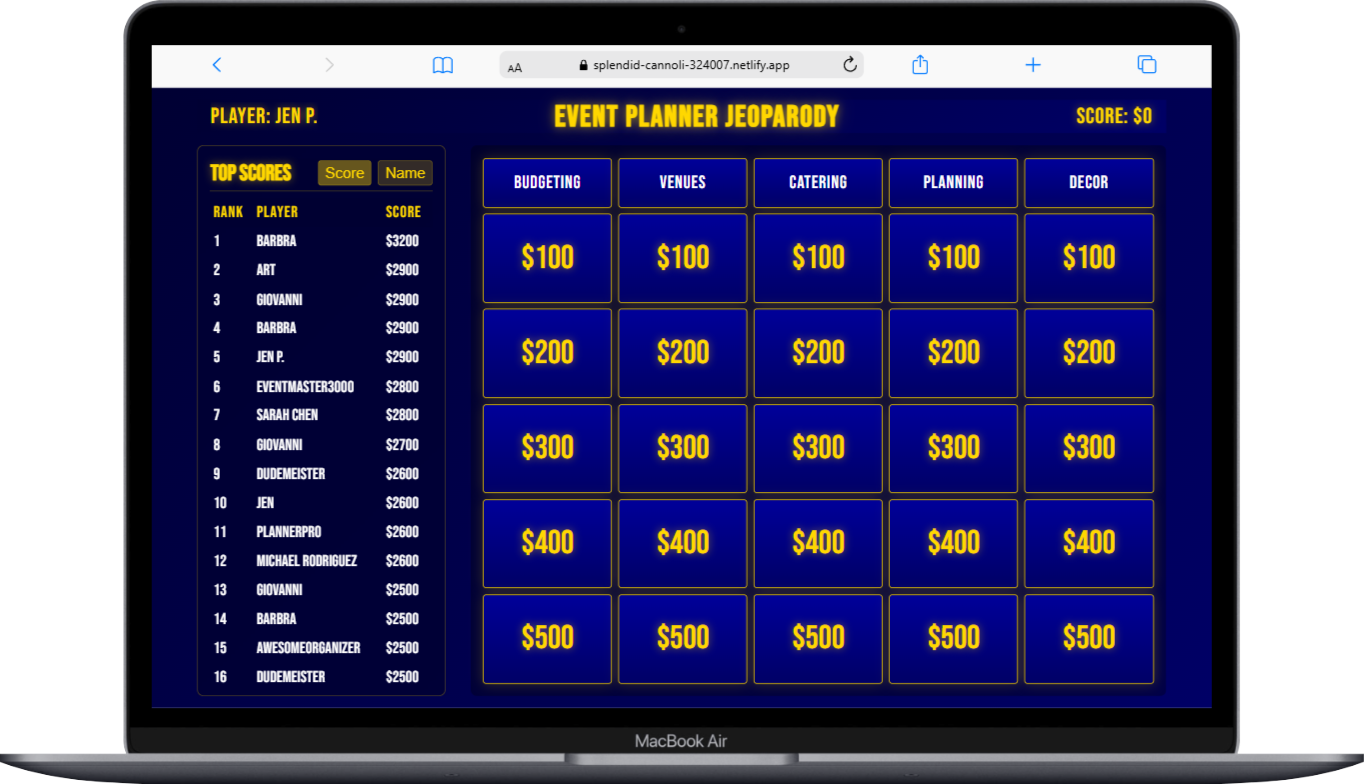 AA splendid-cannoli-324007.netlify.app
PLAYER: JEN P. EVENT PLANNER JEOPARODY SCORE: $0
TOP SCORES Score Name
RANK PLAYER SCORE
1 BARBRA $3200
2 ART $2900
3 GIOVANNI $2900
4 BARBRA $2900
5 JEN P. $2900
6 EVENTMASTER3000 $2800
7 SARAH CHEN $2800
8 GIOVANNI $2700
9 DUDEMEISTER $2600
10 JEN $2600
11 PLANNERPRO $2600
12 MICHAEL RODRIGUEZ $2600
13 GIOVANNI $2500
14 BARBRA $2500
15 AWESOMEORGANIZER $2500
16 DUDEMEISTER $2500
BUDGETING VENUES CATERING PLANNING DECOR
$100 $100 $100 $100 $100
$200 $200 $200 $200 $200
$300 $300 $300 $300 $300
$400 $400 $400 $400 $400
$500 $500 $500 $500 $500
MacBook Air